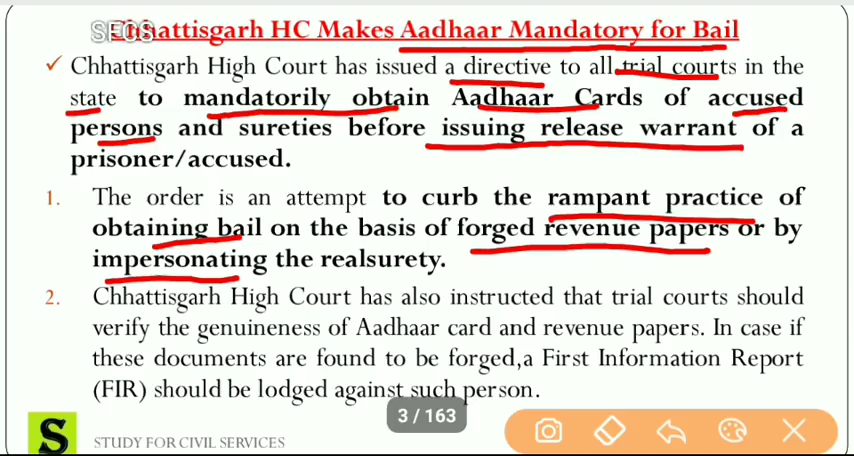 SFCS
Chhattisgarh HC Makes Aadhaar Mandatory for Bail
✓ Chhattisgarh High Court has issued a directive to all trial courts in the
state to mandatorily obtain Aadhaar Cards of accused
persons and sureties before issuing release warrant of a
prisoner/accused.
1. The order is an attempt to curb the rampant practice of
obtaining bail on the basis of forged revenue papers or by
impersonating the realsurety.
2. Chhattisgarh High Court has also instructed that trial courts should
verify the genuineness of Aadhaar card and revenue papers. In case if
these documents are found to be forged,a First Information Report
(FIR) should be lodged against such person.
3 / 163
S
STUDY FOR CIVIL SERVICES